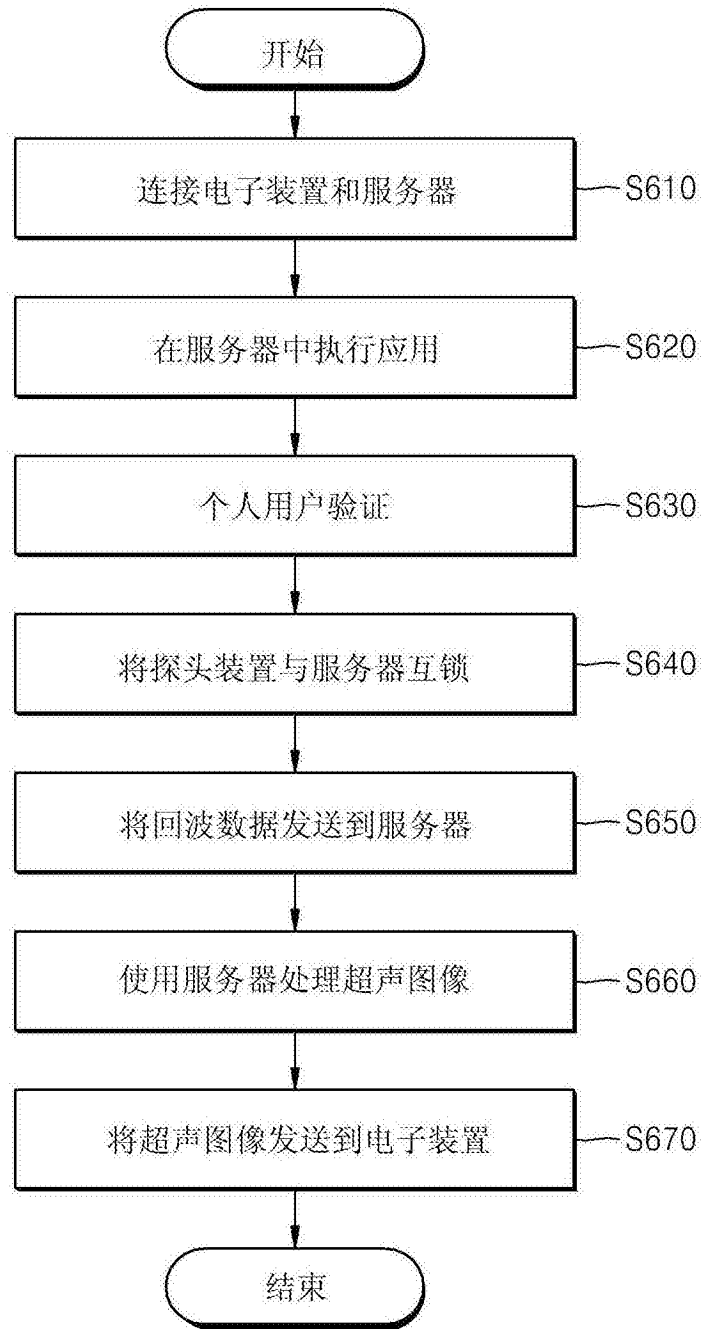 开始
连接电子装置和服务器
S610
在服务器中执行应用
S620
个人用户验证
S630
将探头装置与服务器互锁
S640
将回波数据发送到服务器
S650
使用服务器处理超声图像
S660
将超声图像发送到电子装置
S670
结束